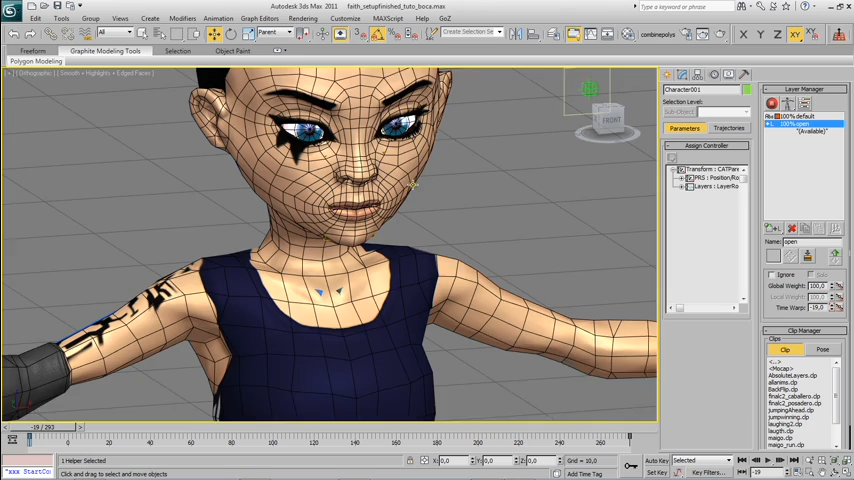 Autodesk 3ds Max 2011
faith_setupfinished_tuto_boca.max
Type a keyword or phrase
File
Edit
Tools
Group
Views
Create
Modifiers
Animation
Graph Editors
Rendering
Customize
MAXScript
Help
GoZ
All
Parent
Create Selection Se
combinepolys
X
Y
Z
XY
Freeform
Graphite Modeling Tools
Selection
Object Paint
Polygon Modeling
[ + ] [ Orthographic ] [ Smooth + Highlights + Edged Faces ]
FRONT
Character001
Selection Level:
Sub-Object
Parameters
Trajectories
Assign Controller
Transform : CATPare
PRS : Position/Ro
Layers : LayerRo
Layer Manager
Abs
100% default
+L
100% open
"(Available)"
Name:
open
Ignore
Solo
Global Weight:
100,0
Local Weight:
100,0
Time Warp:
-19,0
Clip Manager
Clips
Clip
Pose
<..>
<Mocap>
AbsoluteLayers.clp
allanims.clp
BackFlip.clp
finalc2_caballero.clp
finalc2_posadero.clp
jumpingAhead.clp
jumpwinning.clp
laughing2.clp
laugth.clp
maigo.clp
maigo_run.clp
-19 / 293
0
20
40
60
80
100
120
140
160
180
200
220
240
260
280
"xxx StartCo
1 Helper Selected
Click and drag to select and move objects
X:
0,0
Y:
0,0
Z:
0,0
Grid = 10,0
Add Time Tag
Auto Key
Selected
Set Key
Key Filters...
-19